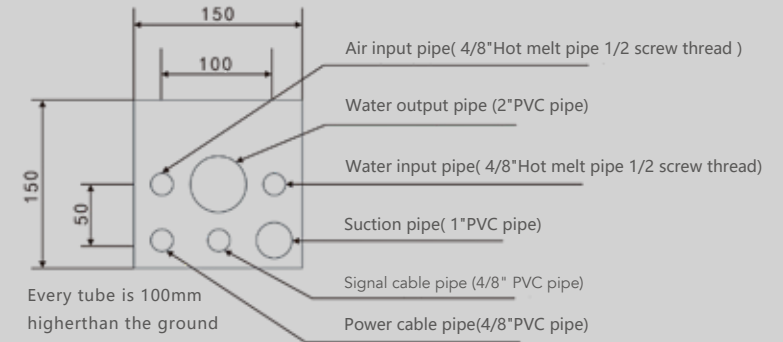 150
100
150
50
Air input pipe( 4/8"Hot melt pipe 1/2 screw thread )
Water output pipe (2"PVC pipe)
Water input pipe( 4/8"Hot melt pipe 1/2 screw thread)
Suction pipe( 1"PVC pipe)
Signal cable pipe (4/8" PVC pipe)
Power cable pipe(4/8"PVC pipe)
Every tube is 100mm
higherthan the ground